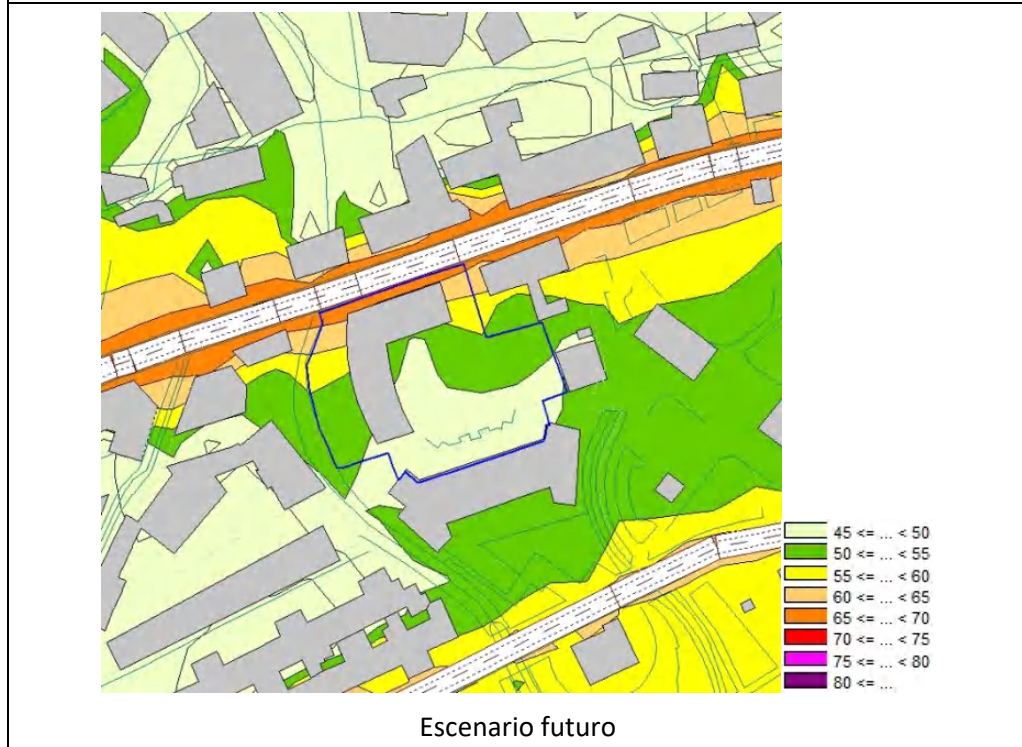 45 <= ... < 50
50 <= ... < 55
55 <= ... < 60
60 <= ... < 65
65 <= ... < 70
70 <= ... < 75
75 <= ... < 80
80 <= ...
Escenario futuro